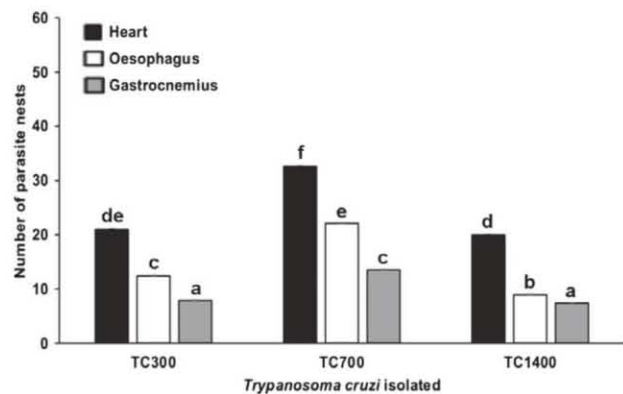 60
50
40
30
20
10
0
Number of parasite nests
Heart
Oesophagus
Gastrocnemius
de
c
a
f
e
c
d
b
a
TC300
TC700
TC1400
Trypanosoma cruzi isolated